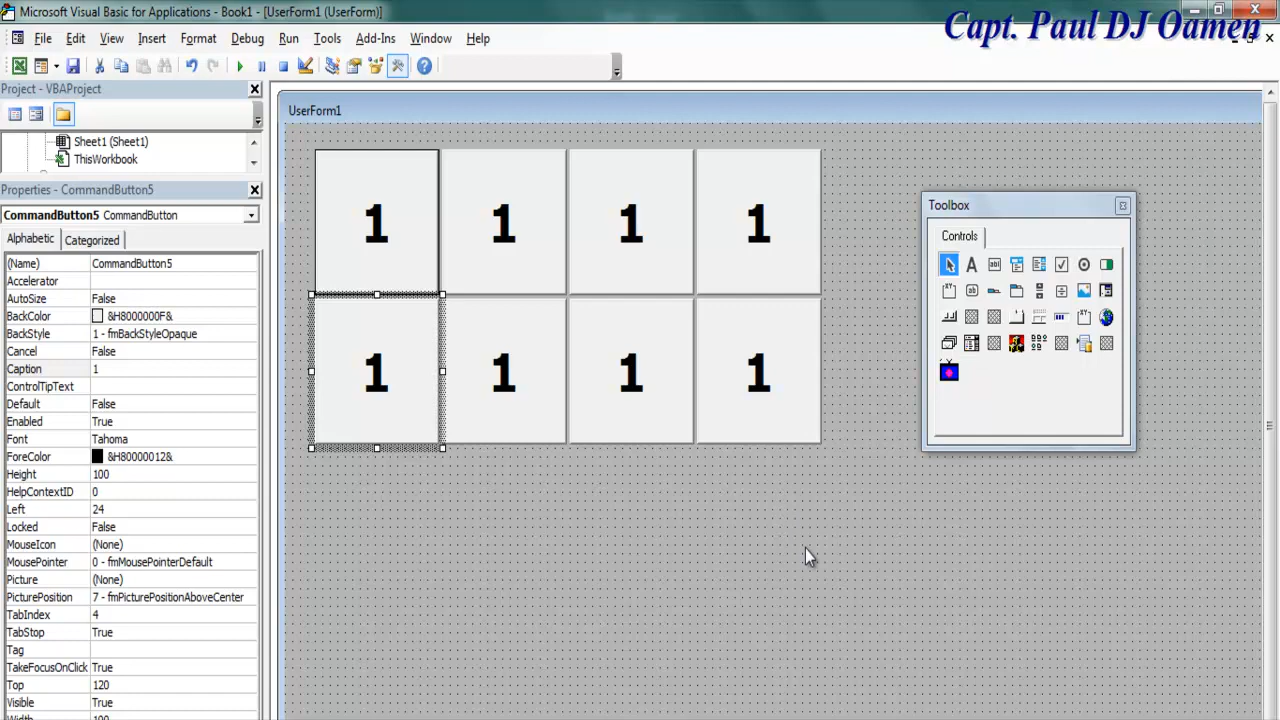 Microsoft Visual Basic for Applications - Book1 - [UserForm1 (UserForm)]
Capt. Paul DJ Oamen
File Edit View Insert Format Debug Run Tools Add-Ins Window Help
Project - VBAProject
Sheet1 (Sheet1)
ThisWorkbook
Properties - CommandButton5
CommandButton5 CommandButton
Alphabetic Categorized
(Name) CommandButton5
Accelerator
AutoSize False
BackColor &H8000000F&
BackStyle 1 - fmBackStyleOpaque
Cancel False
Caption 1
ControlTipText
Default False
Enabled True
Font Tahoma
ForeColor &H80000012&
Height 100
HelpContextID 0
Left 24
Locked False
MouseIcon (None)
MousePointer 0 - fmMousePointerDefault
Picture (None)
PicturePosition 7 - fmPicturePositionAboveCenter
TabIndex 4
TabStop True
Tag
TakeFocusOnClick True
Top 120
Visible True
UserForm1
1 1 1 1
1 1 1 1
Toolbox
Controls